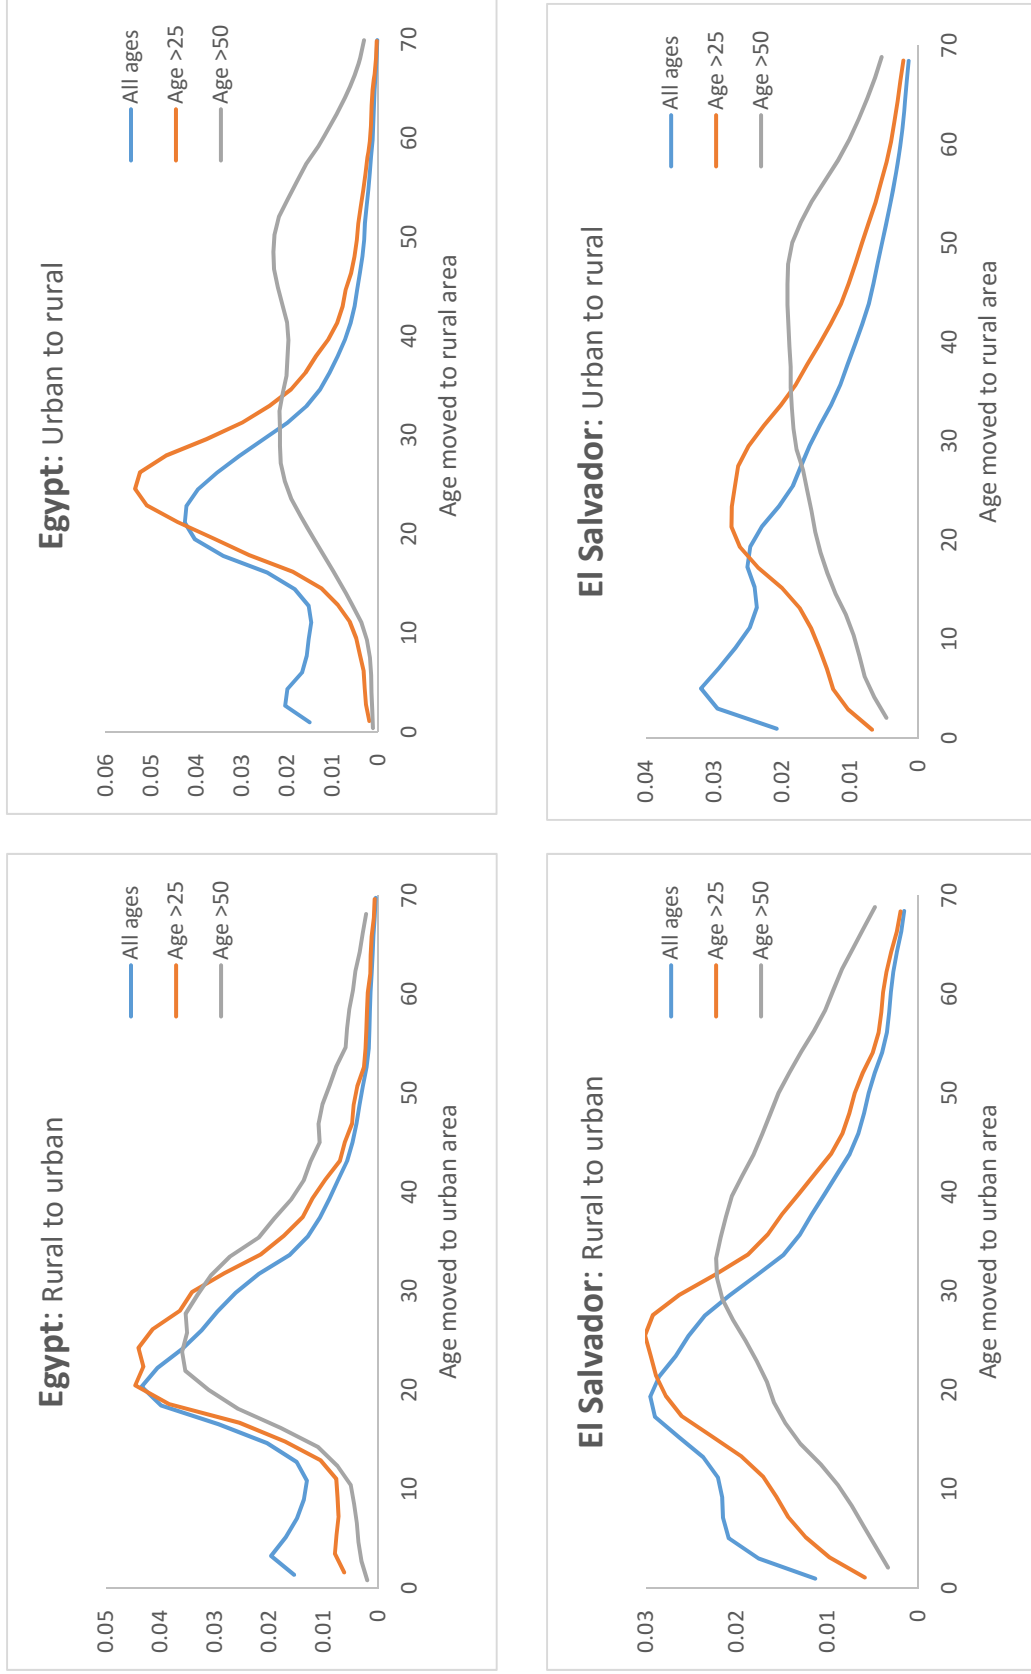 Egypt: Rural to urban
0.05
0.04
0.03
0.02
0.01
0
0 10 20 30 40 50 60 70
Age moved to urban area
All ages
Age >25
Age >50
Egypt: Urban to rural
0.06
0.05
0.04
0.03
0.02
0.01
0
0 10 20 30 40 50 60 70
Age moved to rural area
All ages
Age >25
Age >50
El Salvador: Rural to urban
0.03
0.02
0.01
0
0 10 20 30 40 50 60 70
Age moved to urban area
All ages
Age >25
Age >50
El Salvador: Urban to rural
0.04
0.03
0.02
0.01
0
0 10 20 30 40 50 60 70
Age moved to rural area
All ages
Age >25
Age >50